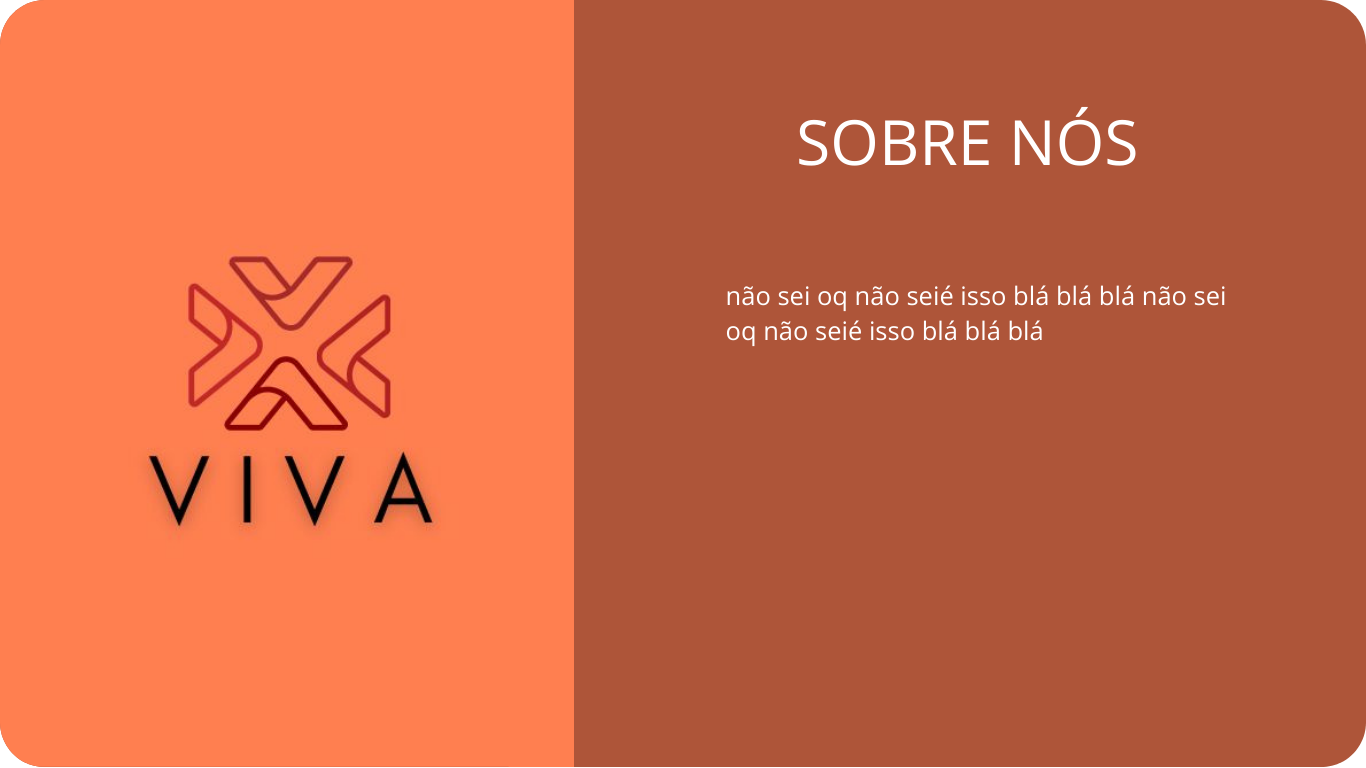 VIVA
SOBRE NÓS
não sei oq não seié isso blá blá blá não sei
oq não seié isso blá blá blá